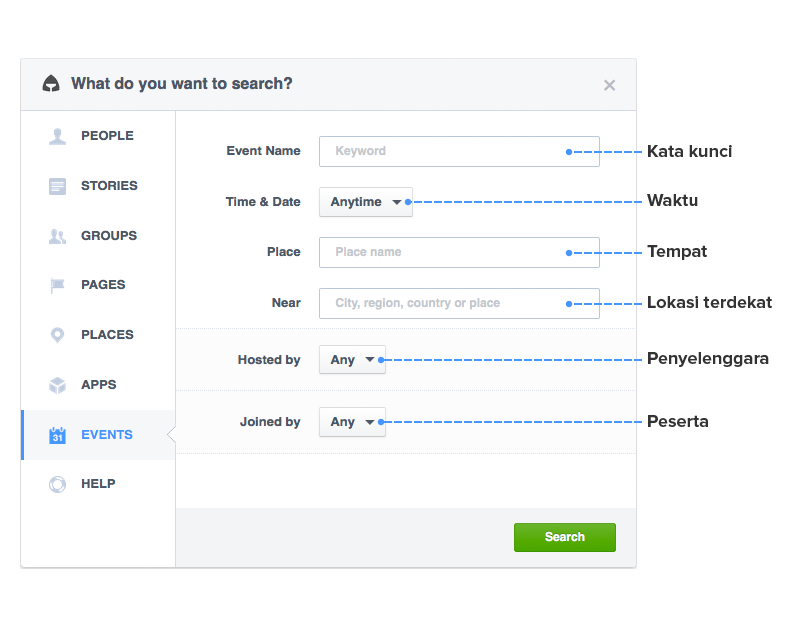 What do you want to search?
PEOPLE
STORIES
GROUPS
PAGES
PLACES
APPS
31
EVENTS
HELP
Event Name Keyword Kata kunci
Time & Date Anytime Waktu
Place Place name Tempat
Near City, region, country or place Lokasi terdekat
Hosted by Any Penyelenggara
Joined by Any Peserta
Search